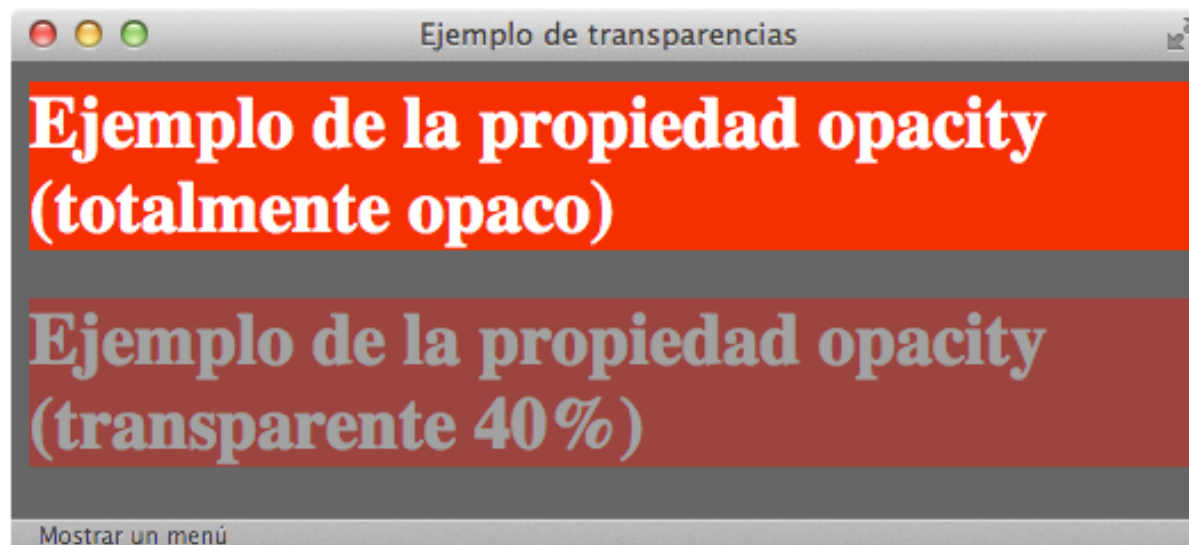 Ejemplo de transparencias
Ejemplo de la propiedad opacity
(totalmente opaco)
Ejemplo de la propiedad opacity
(transparente 40%)
Mostrar un menú